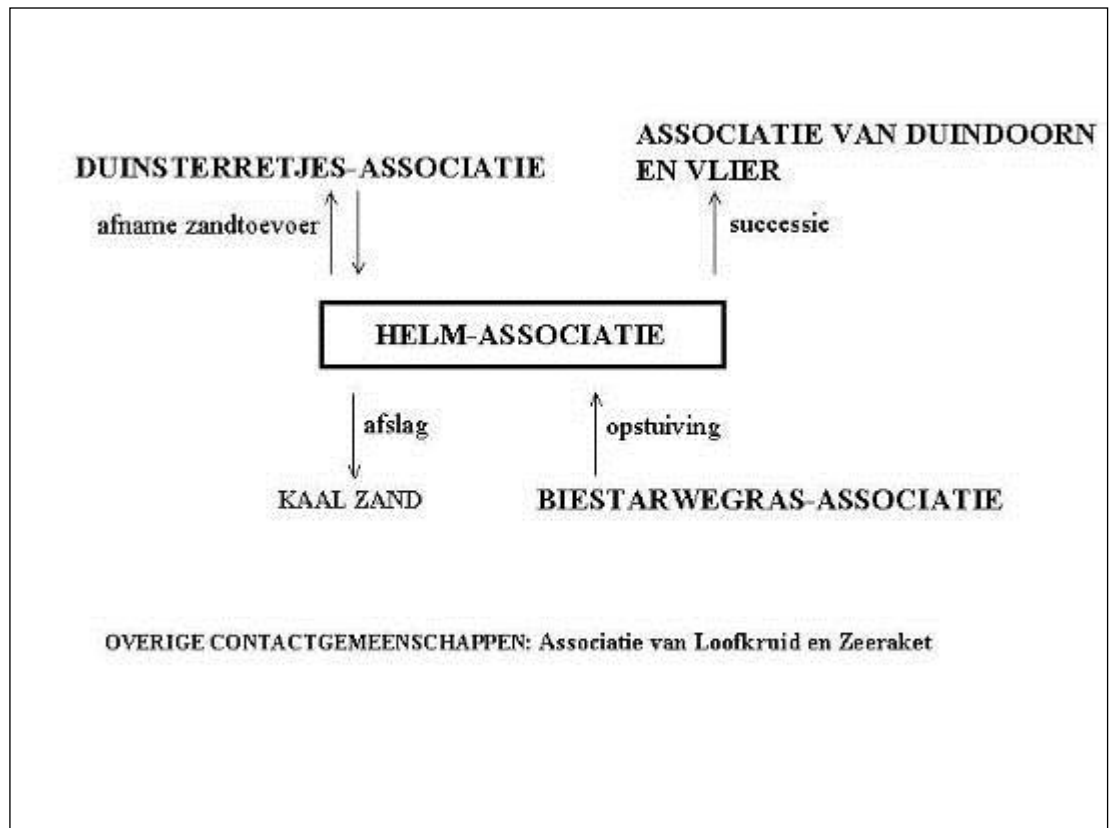 ASSOCIATIE VAN DUINDOORN
EN VLIER
DUINSTERRETJES-ASSOCIATIE
afname zandtoevoer
successie
HELM-ASSOCIATIE
afslag
opstuiving
KAAL ZAND
BIESTARWEGRAS-ASSOCIATIE
OVERIGE CONTACTGEMEENSCHAPPEN: Associatie van Loofkruid en Zeeraket